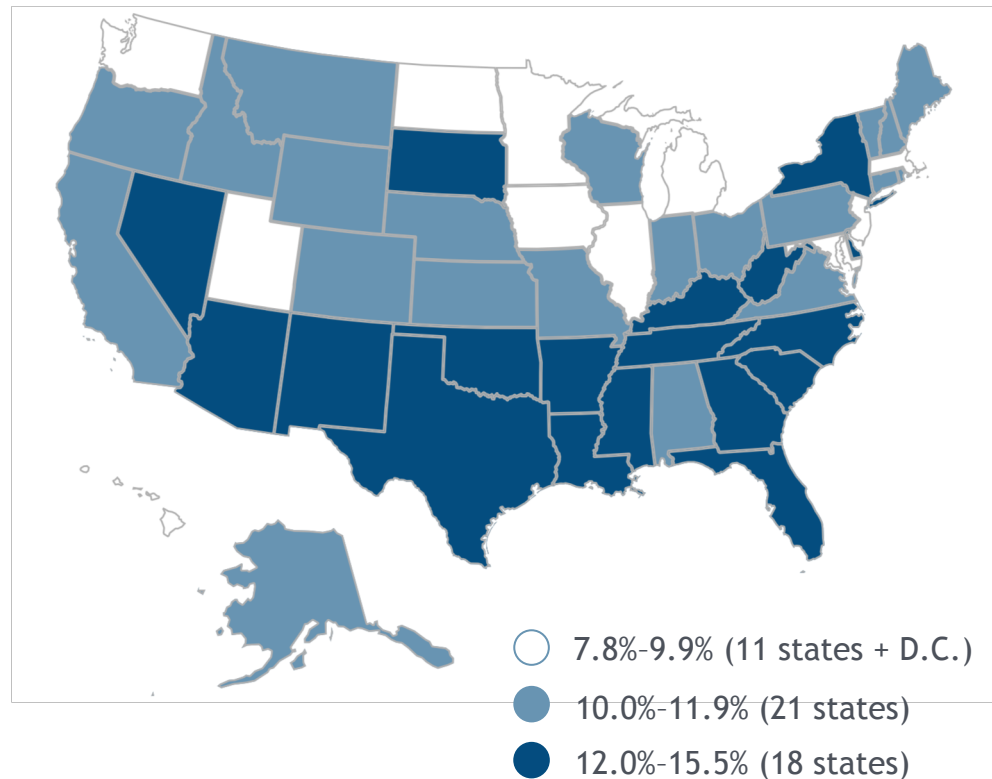 7.8%–9.9% (11 states + D.C.)
10.0%–11.9% (21 states)
12.0%–15.5% (18 states)